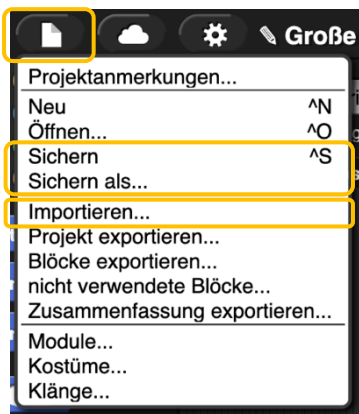 Große
Projektanmerkungen...
Neu ^N
Öffnen... ^O
Sichern ^S
Sichern als...
Importieren...
Projekt exportieren...
Blöcke exportieren...
nicht verwendete Blöcke...
Zusammenfassung exportieren...
Module...
Kostüme...
Klänge...